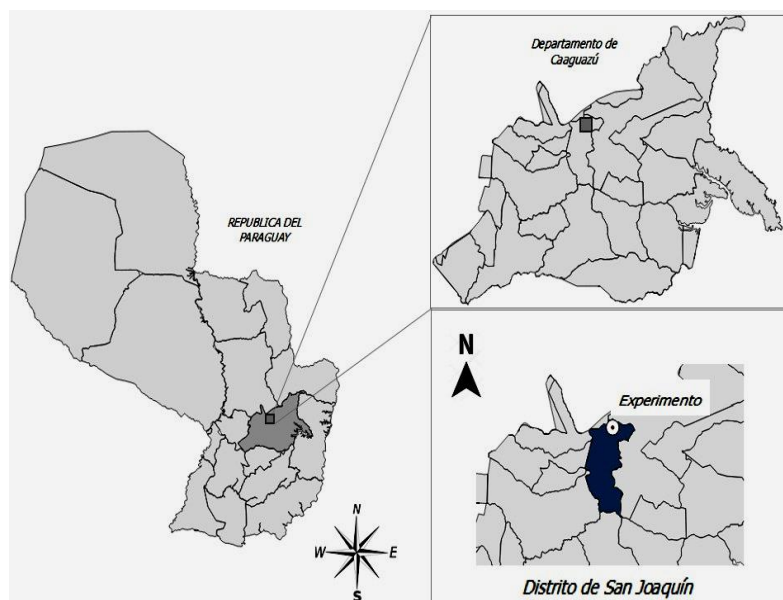 REPUBLICA DEL
PARAGUAY
N
W
E
S
Departamento de
Caaguazú
N
Experimento
Distrito de San Joaquín